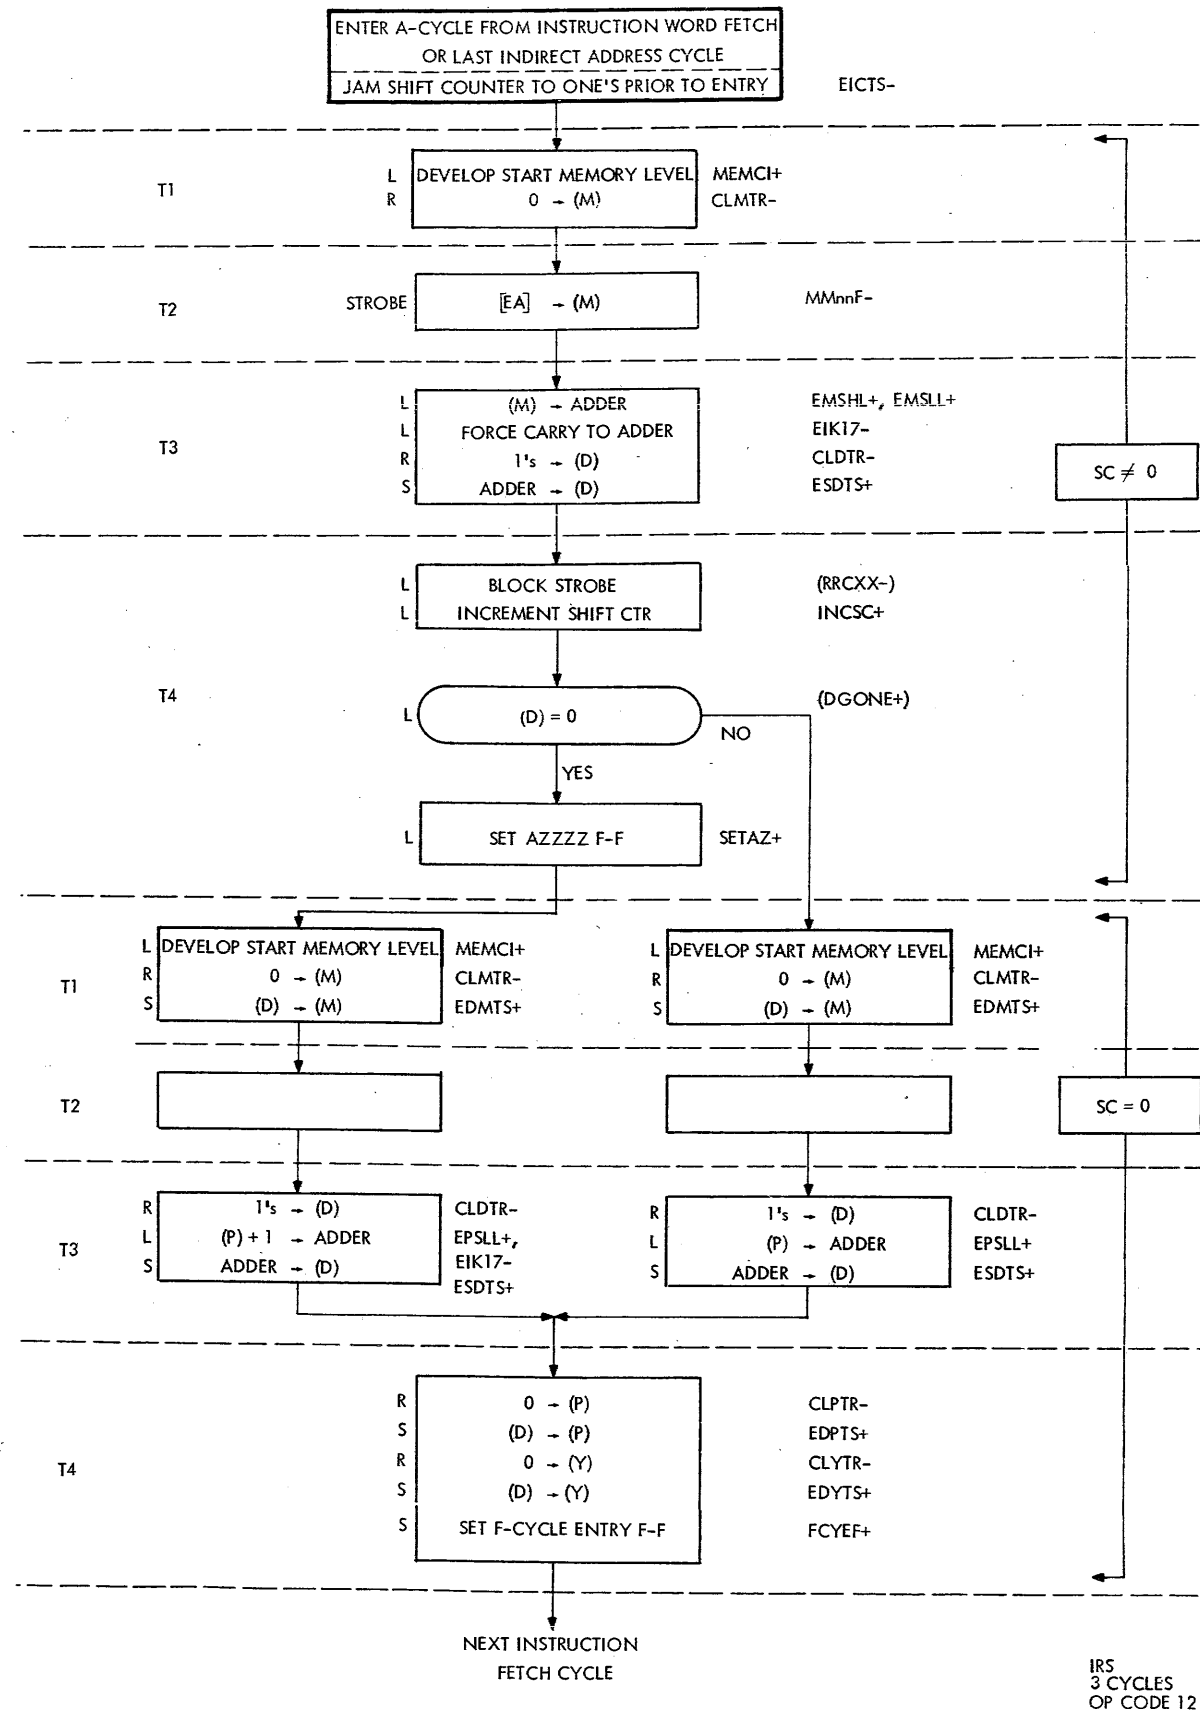 ENTER A-CYCLE FROM INSTRUCTION WORD FETCH
OR LAST INDIRECT ADDRESS CYCLE
JAM SHIFT COUNTER TO ONE'S PRIOR TO ENTRY EICTS-
T1
L DEVELOP START MEMORY LEVEL MEMCI+
R 0 → (M) CLMTR-
T2 STROBE [EA] → (M) MMnnF-
T3
L (M) → ADDER EMSHL+, EMSLL+
L FORCE CARRY TO ADDER EIK17-
R 1's → (D) CLDTR-
S ADDER → (D) ESDTS+
SC ≠ 0
L BLOCK STROBE (RRCXX-)
L INCREMENT SHIFT CTR INCSC+
T4
L (D) = 0 (DGONE+)
NO
YES
L SET AZZZZ F-F SETAZ+
T1
L DEVELOP START MEMORY LEVEL MEMCI+
R 0 → (M) CLMTR-
S (D) → (M) EDMTS+
L DEVELOP START MEMORY LEVEL MEMCI+
R 0 → (M) CLMTR-
S (D) → (M) EDMTS+
T2
SC = 0
T3
R 1's → (D) CLDTR-
L (P) + 1 → ADDER EPSLL+,
EIK17-
S ADDER → (D) ESDTS+
R 1's → (D) CLDTR-
L (P) → ADDER EPSLL+
S ADDER → (D) ESDTS+
T4
R 0 → (P) CLPTR-
S (D) → (P) EDPTS+
R 0 → (Y) CLYTR-
S (D) → (Y) EDYTS+
S SET F-CYCLE ENTRY F-F FCYEF+
NEXT INSTRUCTION
FETCH CYCLE
IRS
3 CYCLES
OP CODE 12